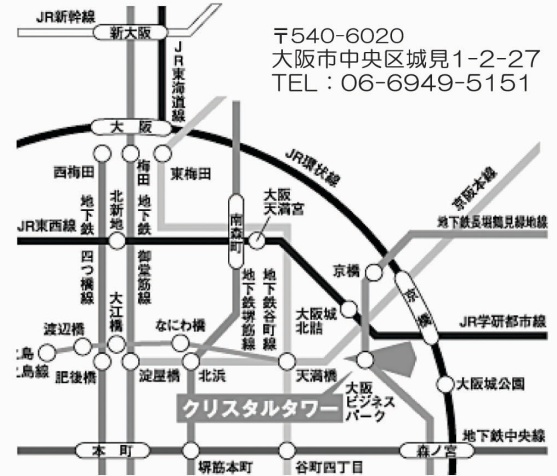 JR新幹線
新大阪
JR東海道線
〒540-6020
大阪市中央区城見1-2-27
TEL：06-6949-5151
大阪
西梅田
梅田
東梅田
JR環状線
京阪本線
地下鉄
北新地
地下鉄
南森町
大阪
天満宮
地下鉄長堀鶴見緑地線
JR東西線
京橋
京橋
四つ橋線
大江橋
御堂筋線
地下鉄堺筋線
地下鉄谷町線
大阪城
北詰
JR学研都市線
渡辺橋
なにわ橋
肥後橋
淀屋橋
北浜
天満橋
大阪
ビジネス
パーク
大阪城公園
クリスタルタワー
地下鉄中央線
本町
堺筋本町
谷町四丁目
森ノ宮